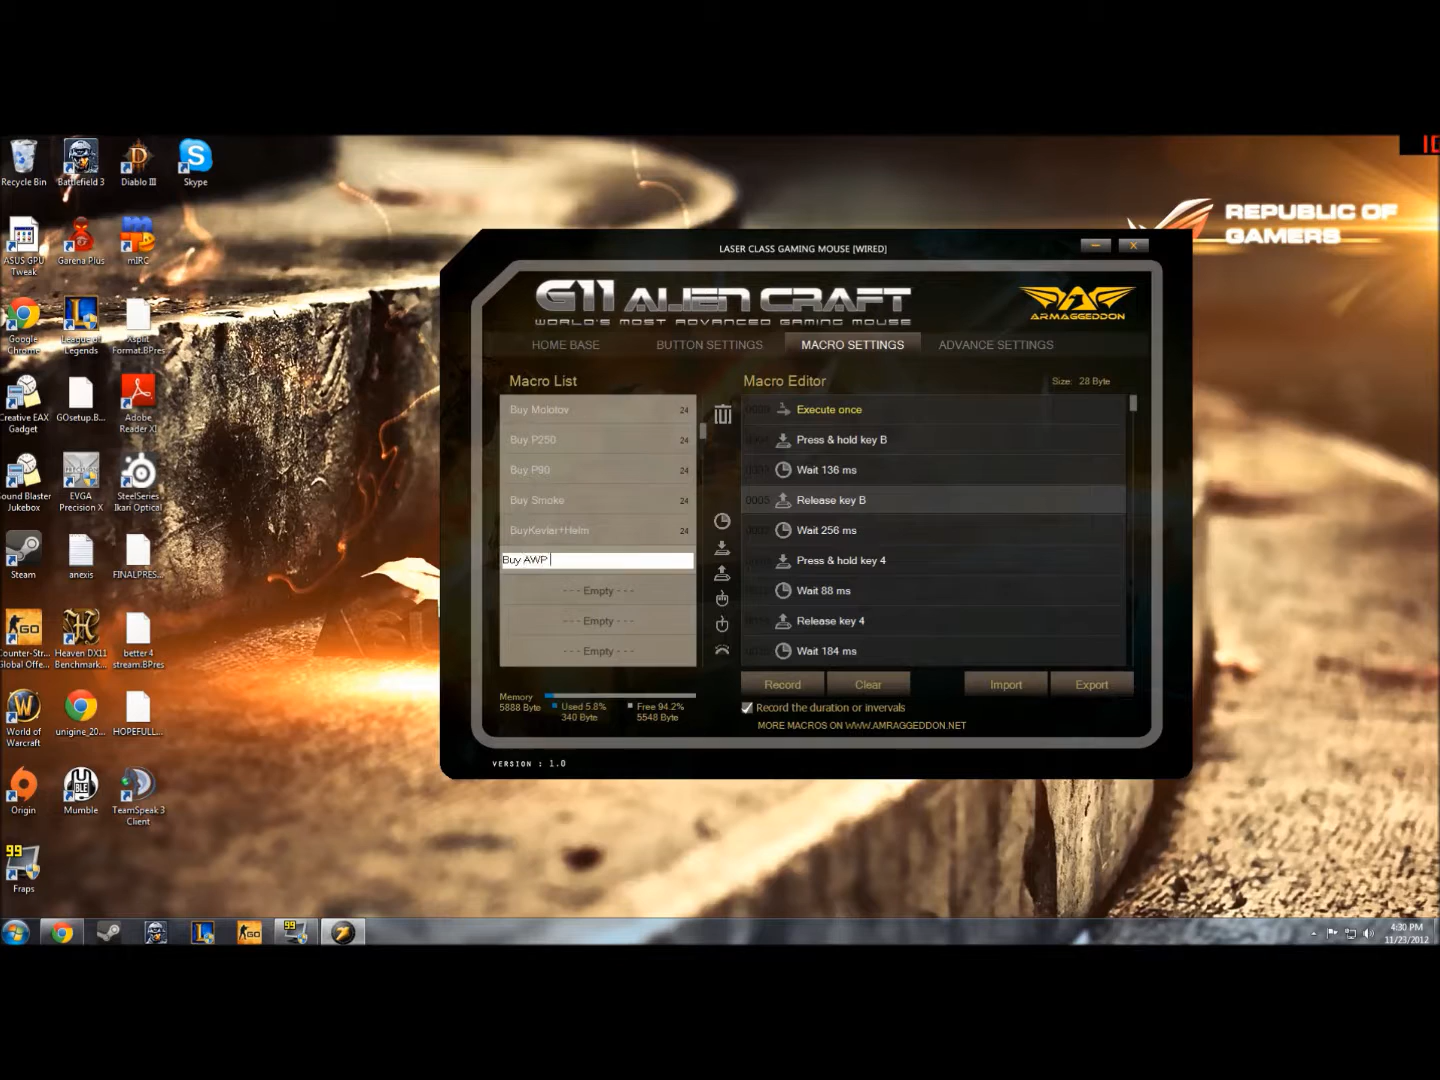 Recycle Bin
Battlefield 3
Diablo III
Skype
ASUS GPU
Tweak
Garena Plus
mIRC
Google
Chrome
League of
Legends
Xsplit
Format.BPres
Creative EAX
Gadget
GOsetup.B...
Adobe
Reader XI
Sound Blaster
Jukebox
EVGA
Precision X
SteelSeries
Ikari Optical
Steam
anexis
FINALPRES...
Counter-Str...
Global Offe...
Heaven DX11
Benchmark...
better4
stream.BPres
World of
Warcraft
unigine_20...
HOPEFULL...
Origin
Mumble
TeamSpeak 3
Client
99
Fraps
REPUBLIC OF
GAMERS
LASER CLASS GAMING MOUSE [WIRED]
G11 ALIEN CRAFT
WORLD'S MOST ADVANCED GAMING MOUSE
ARMAGGEDDON
HOME BASE
BUTTON SETTINGS
MACRO SETTINGS
ADVANCE SETTINGS
Macro List
Buy Molotov 24
Buy P250 24
Buy P90 24
Buy Smoke 24
BuyKevlar+Helm 24
Buy AWP
- - - Empty - - -
- - - Empty - - -
- - - Empty - - -
Memory
5888 Byte
Used 5.8%
340 Byte
Free 94.2%
5548 Byte
Macro Editor
Size: 28 Byte
Execute once
Press & hold key B
Wait 136 ms
0005 Release key B
Wait 256 ms
Press & hold key 4
Wait 88 ms
Release key 4
Wait 184 ms
Record
Clear
Import
Export
Record the duration or invervals
MORE MACROS ON WWW.AMRAGGEDDON.NET
VERSION : 1.0
99
GO
4:30 PM
11/23/2012